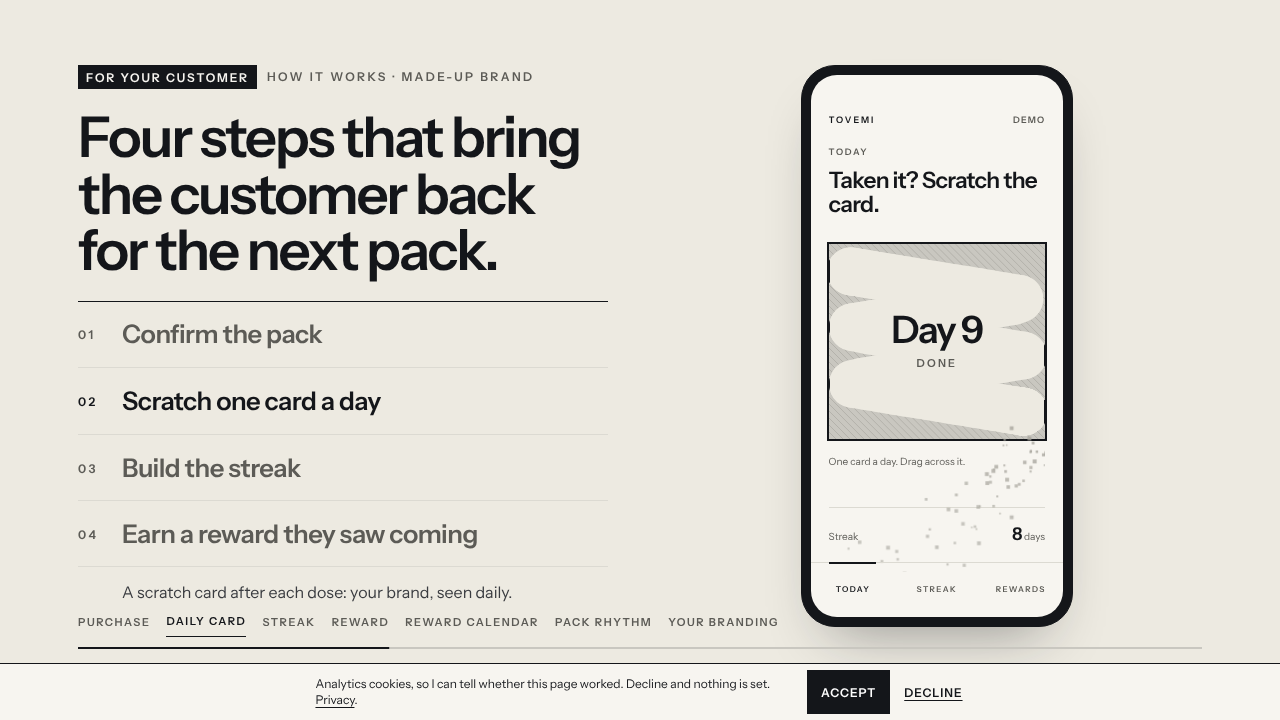 FOR YOUR CUSTOMER HOW IT WORKS · MADE-UP BRAND
Four steps that bring
the customer back
for the next pack.
01 Confirm the pack
02 Scratch one card a day
03 Build the streak
04 Earn a reward they saw coming
A scratch card after each dose: your brand, seen daily.
PURCHASE DAILY CARD STREAK REWARD REWARD CALENDAR PACK RHYTHM YOUR BRANDING
TOVEMI DEMO
TODAY
Taken it? Scratch the
card.
Day 9
DONE
One card a day. Drag across it.
Streak 8 days
TODAY STREAK REWARDS
Analytics cookies, so I can tell whether this page worked. Decline and nothing is set.
Privacy.
ACCEPT DECLINE